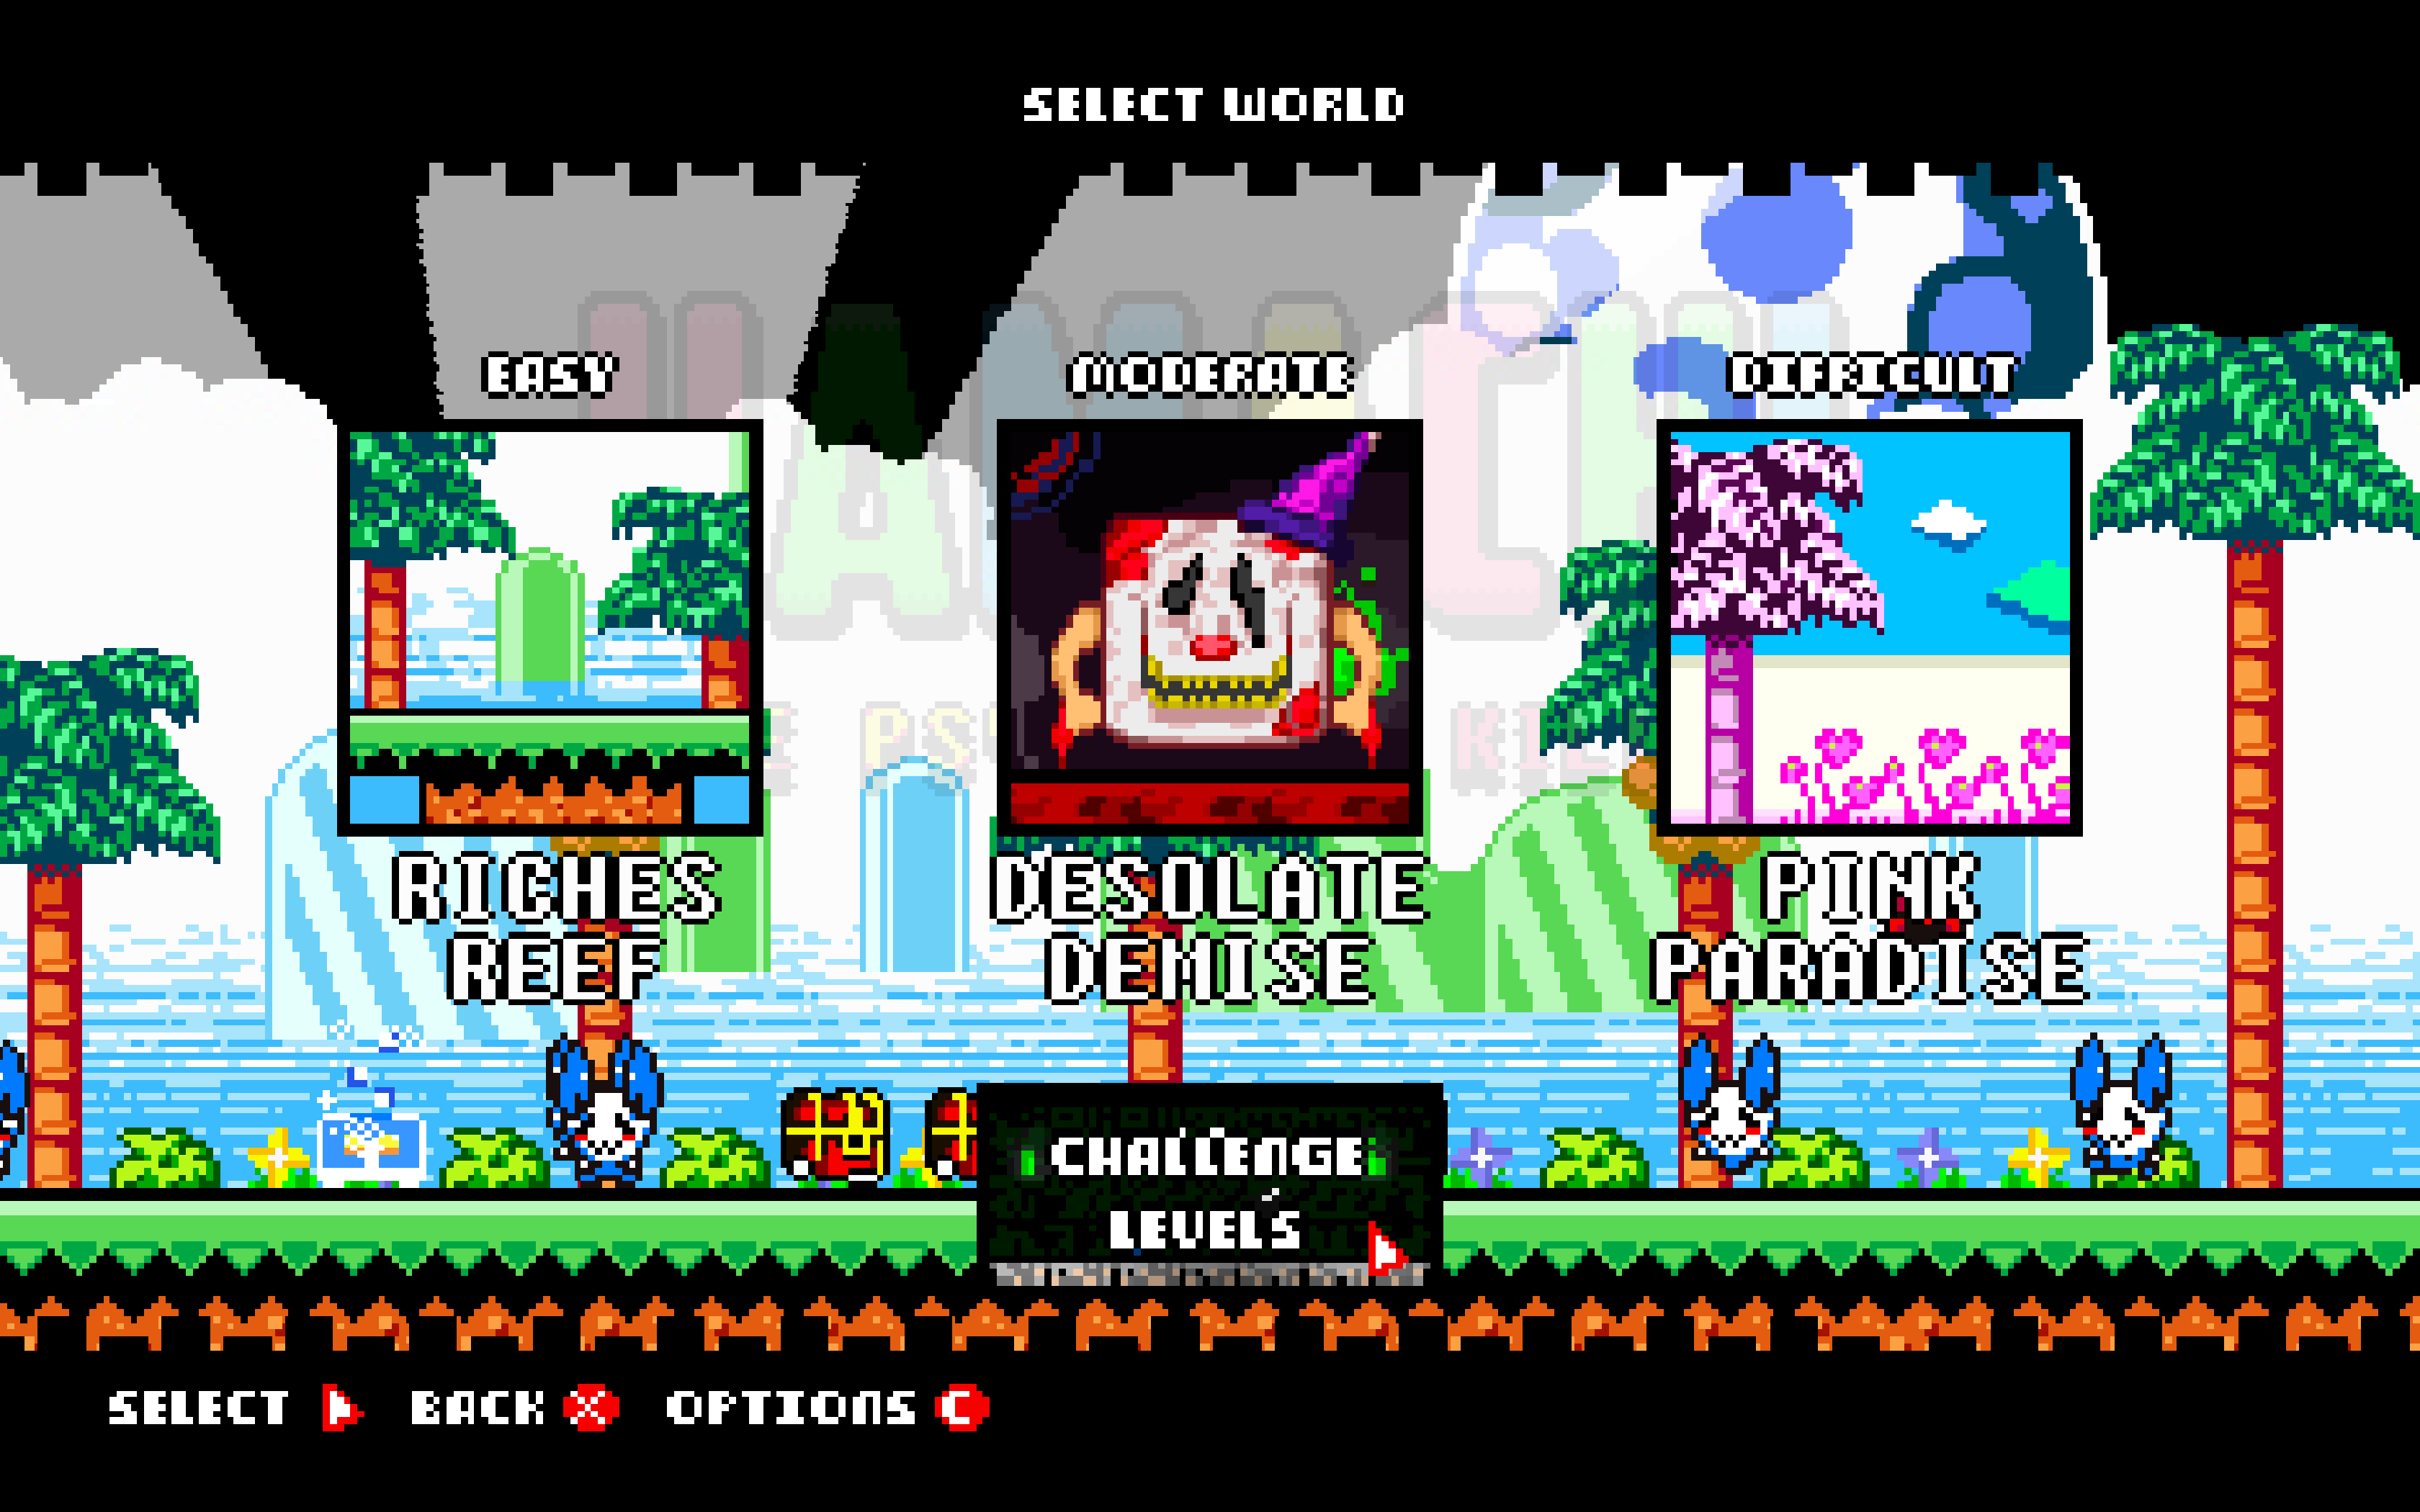 SELECT WORLD
EASY
MODERATE
DIFFICULT
RICHES
REEF
DESOLATE
DEMISE
PINK
PARADISE
CHALLENGE
LEVELS
SELECT BACK X OPTIONS C